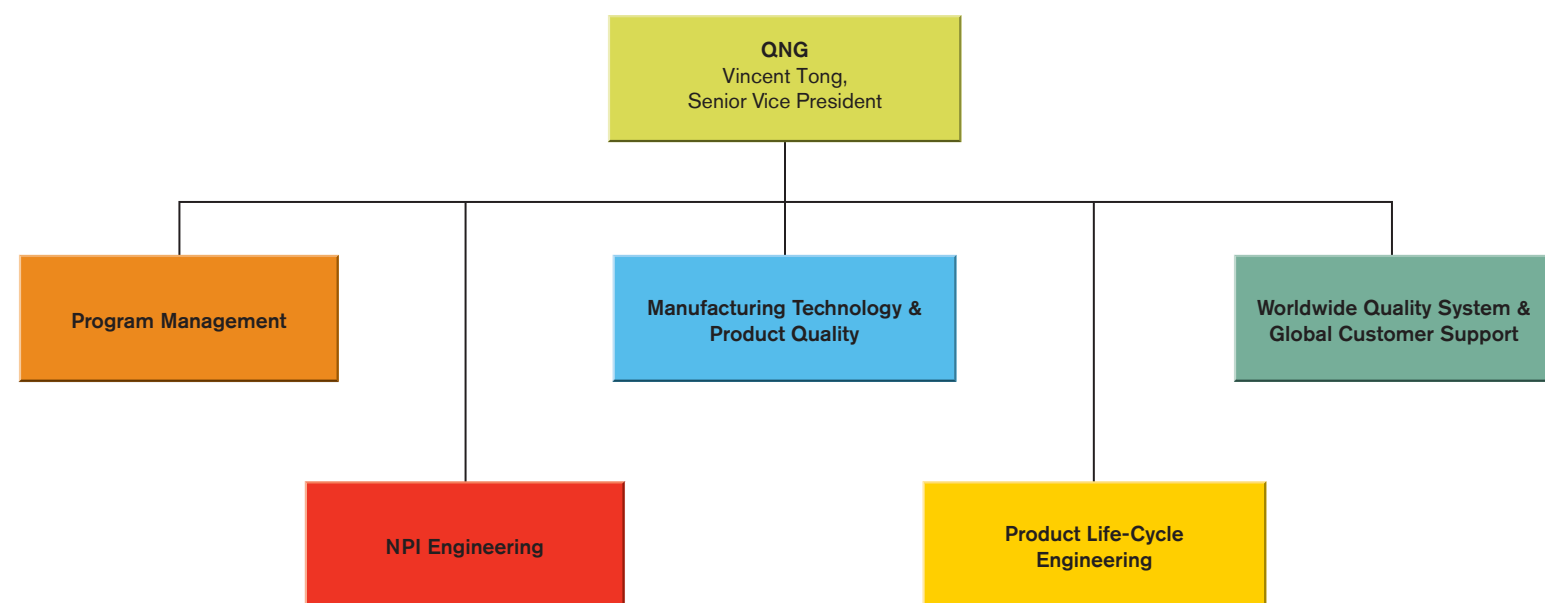 QNG
Vincent Tong,
Senior Vice President
Program Management
Manufacturing Technology &
Product Quality
Worldwide Quality System &
Global Customer Support
NPI Engineering
Product Life-Cycle
Engineering